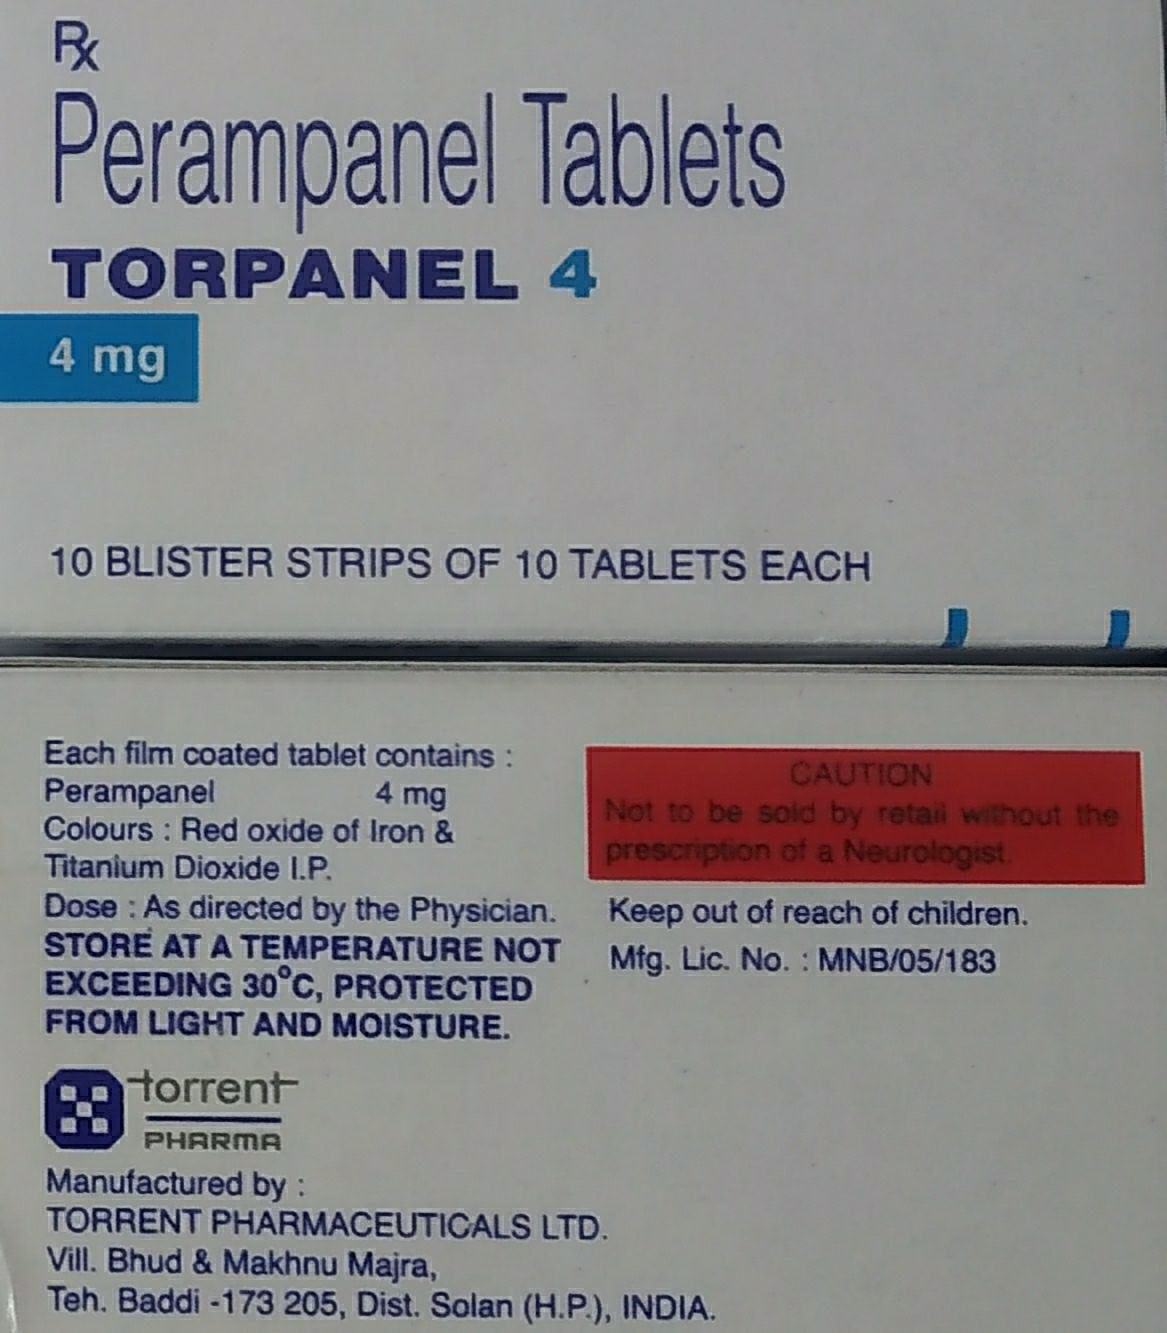 Rx
Perampanel Tablets
TORPANEL 4
4 mg
10 BLISTER STRIPS OF 10 TABLETS EACH
Each film coated tablet contains :
Perampanel 4 mg
Colours : Red oxide of Iron &
Titanium Dioxide I.P.
Dose : As directed by the Physician.
STORE AT A TEMPERATURE NOT
EXCEEDING 30°C, PROTECTED
FROM LIGHT AND MOISTURE.
torrent
PHARMA
Manufactured by :
TORRENT PHARMACEUTICALS LTD.
Vill. Bhud & Makhnu Majra,
Teh. Baddi -173 205, Dist. Solan (H.P.), INDIA.
CAUTION
Not to be sold by retail without the
prescription of a Neurologist.
Keep out of reach of children.
Mfg. Lic. No. : MNB/05/183